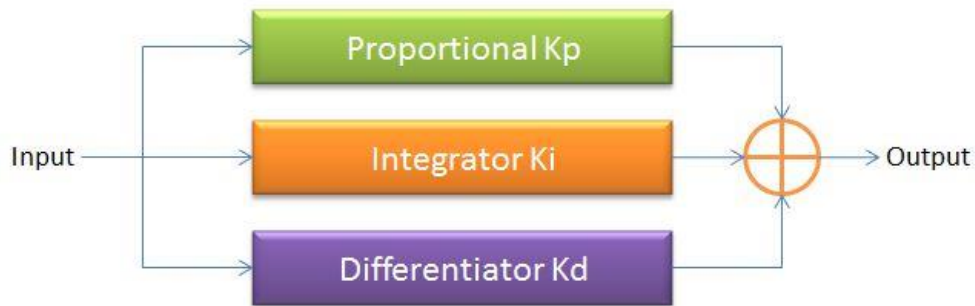 Proportional Kp
Input
Integrator Ki
Output
Differentiator Kd